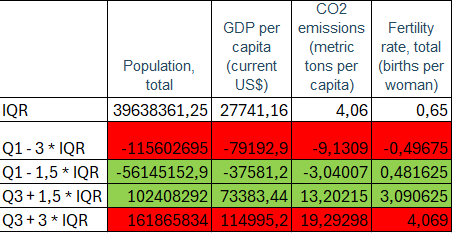 Population, total GDP per capita (current US$) CO2 emissions (metric tons per capita) Fertility rate, total (births per woman)
IQR 39638361,25 27741,16 4,06 0,65
Q1 - 3 * IQR -115602695 -79192,9 -9,1309 -0,49675
Q1 - 1,5 * IQR -56145152,9 -37581,2 -3,04007 0,481625
Q3 + 1,5 * IQR 102408292 73383,44 13,20215 3,090625
Q3 + 3 * IQR 161865834 114995,2 19,29298 4,069